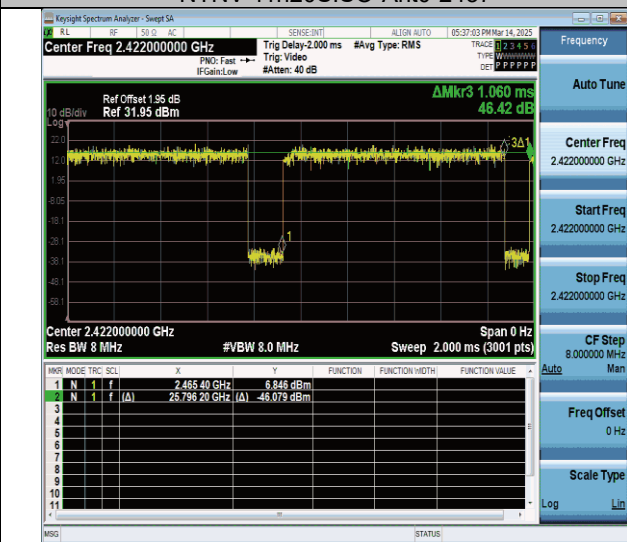 Keysight Spectrum Analyzer - Swept SA
RL RF 50 Ω AC SENSE:INT ALIGN AUTO 05:37:03 PM Mar 14, 2025
Center Freq 2.422000000 GHz Trig Delay-2.000 ms #Avg Type: RMS TRACE 1 2 3 4 5 6
PNO: Fast Trig: Video TYPE W
IFGain:Low #Atten: 40 dB DET P P P P P P
Frequency
Auto Tune
Center Freq
2.422000000 GHz
Start Freq
2.422000000 GHz
Stop Freq
2.422000000 GHz
CF Step
8.000000 MHz
Auto Man
Freq Offset
0 Hz
Scale Type
Log Lin
ΔMkr3 1.060 ms
46.42 dB
Ref Offset 1.95 dB
10 dB/div Ref 31.95 dBm
Log
22.0
12.0
1.95
-8.05
-18.1
-28.1
-38.1
-48.1
-58.1
3Δ1
1
Center 2.422000000 GHz Span 0 Hz
Res BW 8 MHz #VBW 8.0 MHz Sweep 2.000 ms (3001 pts)
MKR MODE TRC SCL X Y FUNCTION FUNCTION WIDTH FUNCTION VALUE
1 N 1 f 2.465 40 GHz 6.846 dBm
2 N 1 f (Δ) 25.796 20 GHz (Δ) -46.079 dBm
3
4
5
6
7
8
9
10
11
MSG STATUS